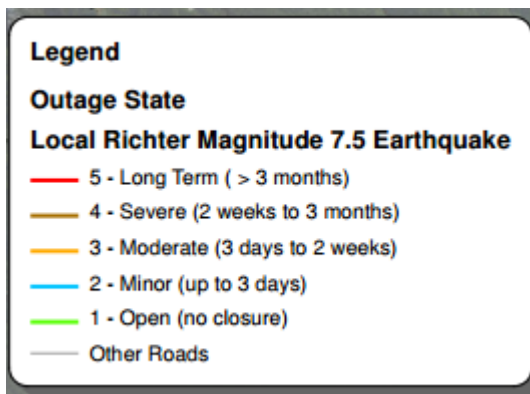 Legend
Outage State
Local Richter Magnitude 7.5 Earthquake
5 - Long Term ( > 3 months)
4 - Severe (2 weeks to 3 months)
3 - Moderate (3 days to 2 weeks)
2 - Minor (up to 3 days)
1 - Open (no closure)
Other Roads